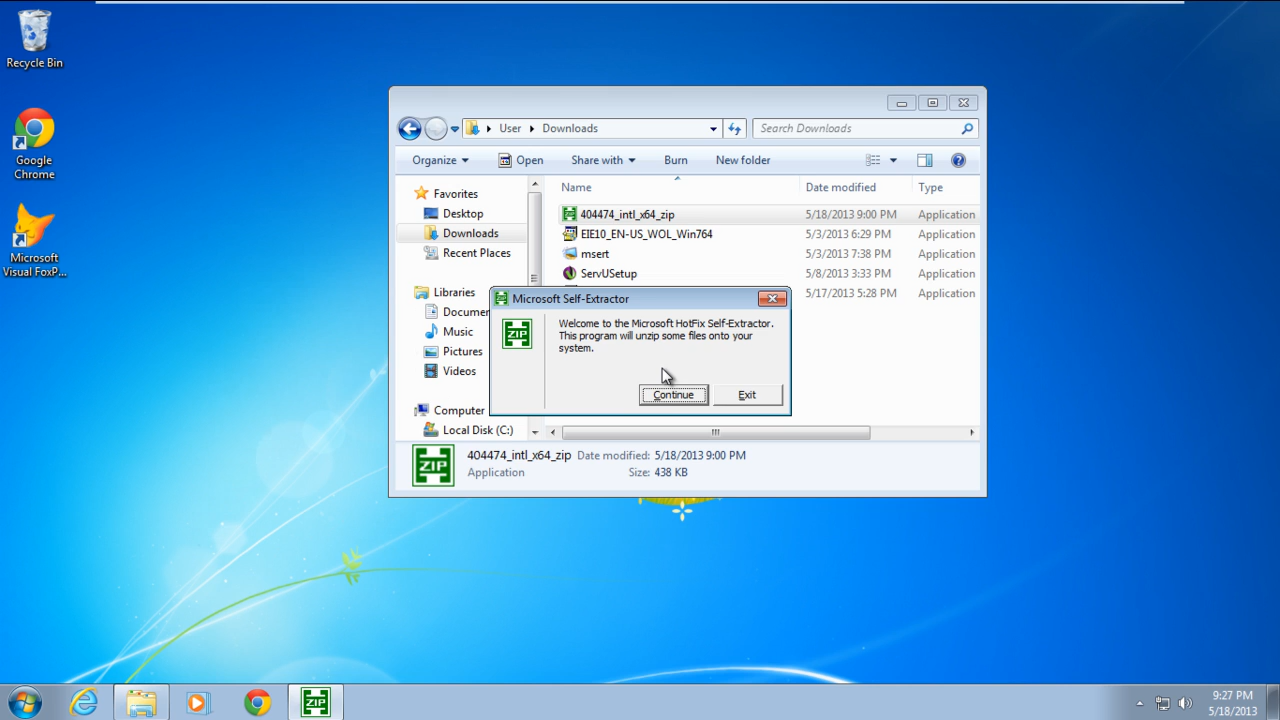 Recycle Bin
Google
Chrome
Microsoft
Visual FoxP...
User
Downloads
Search Downloads
Organize
Open
Share with
Burn
New folder
Favorites
Desktop
Downloads
Recent Places
Libraries
Documen
Music
Pictures
Videos
Computer
Local Disk (C:)
Name Date modified Type
404474_intl_x64_zip 5/18/2013 9:00 PM Application
EIE10_EN-US_WOL_Win764 5/3/2013 6:29 PM Application
msert 5/3/2013 7:38 PM Application
ServUSetup 5/8/2013 3:33 PM Application
5/17/2013 5:28 PM Application
Microsoft Self-Extractor
ZIP
Welcome to the Microsoft HotFix Self-Extractor.
This program will unzip some files onto your
system.
Continue
Exit
ZIP
404474_intl_x64_zip Date modified: 5/18/2013 9:00 PM
Application Size: 438 KB
ZIP
9:27 PM
5/18/2013